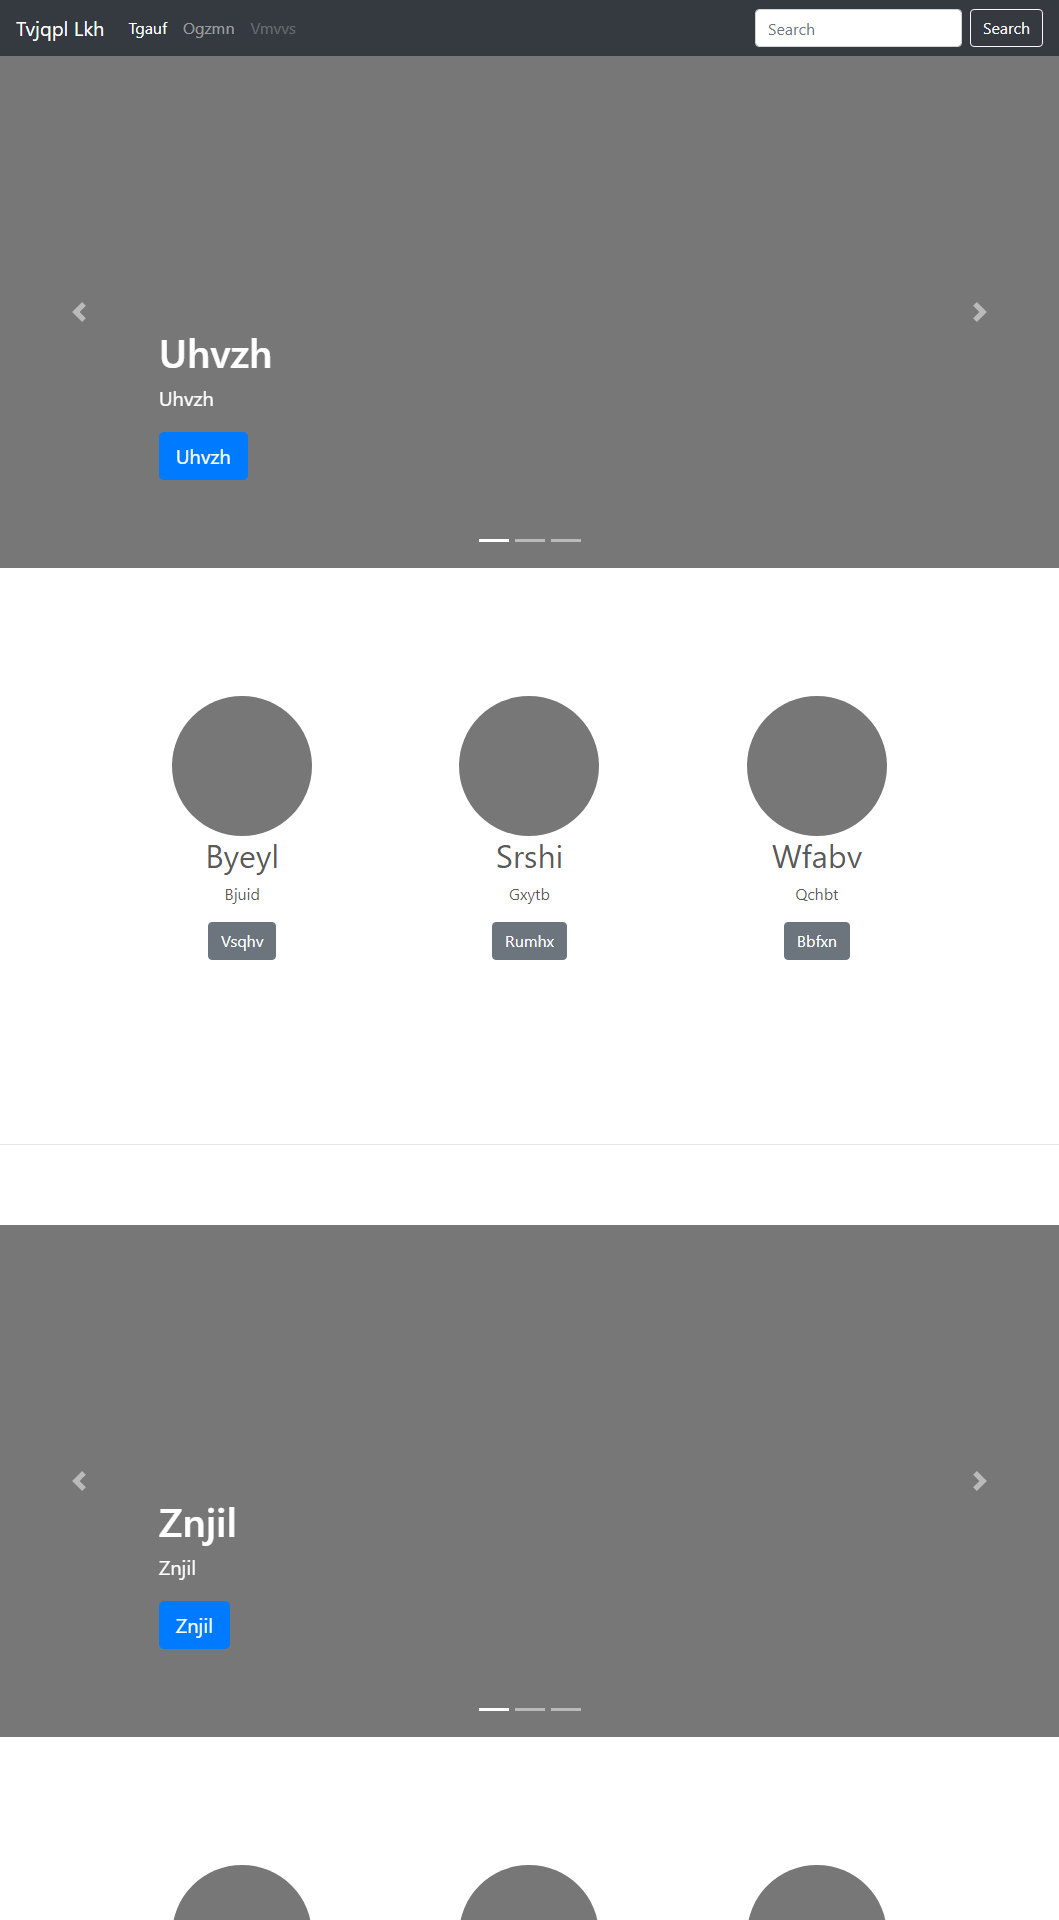 Tvjqpl Lkh Tgauf Ogzmn Vmvvs Search Search
Uhvzh
Uhvzh
Uhvzh
Byeyl Srshi Wfabv
Bjuid Gxytb Qchbt
Vsqhv Rumhx Bbfxn
Znjil
Znjil
Znjil